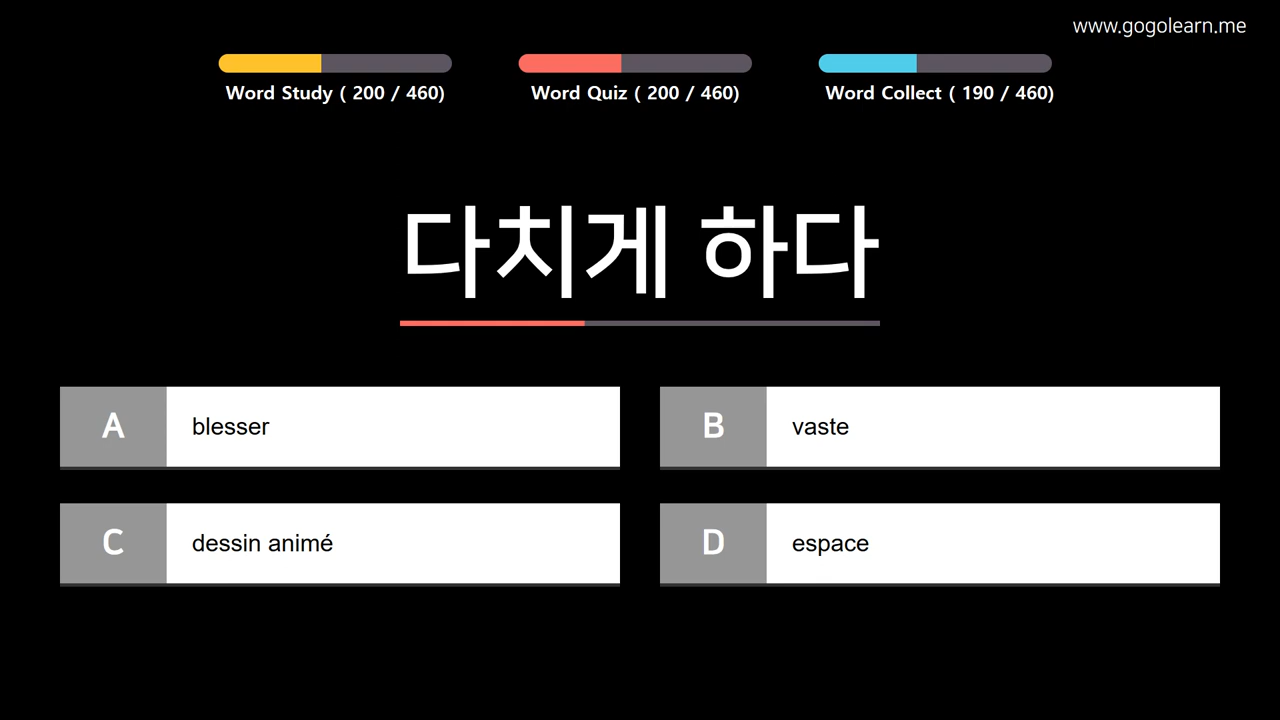 www.gogolearn.me
Word Study ( 200 / 460)
Word Quiz ( 200 / 460)
Word Collect ( 190 / 460)
다치게 하다
A blesser
B vaste
C dessin animé
D espace